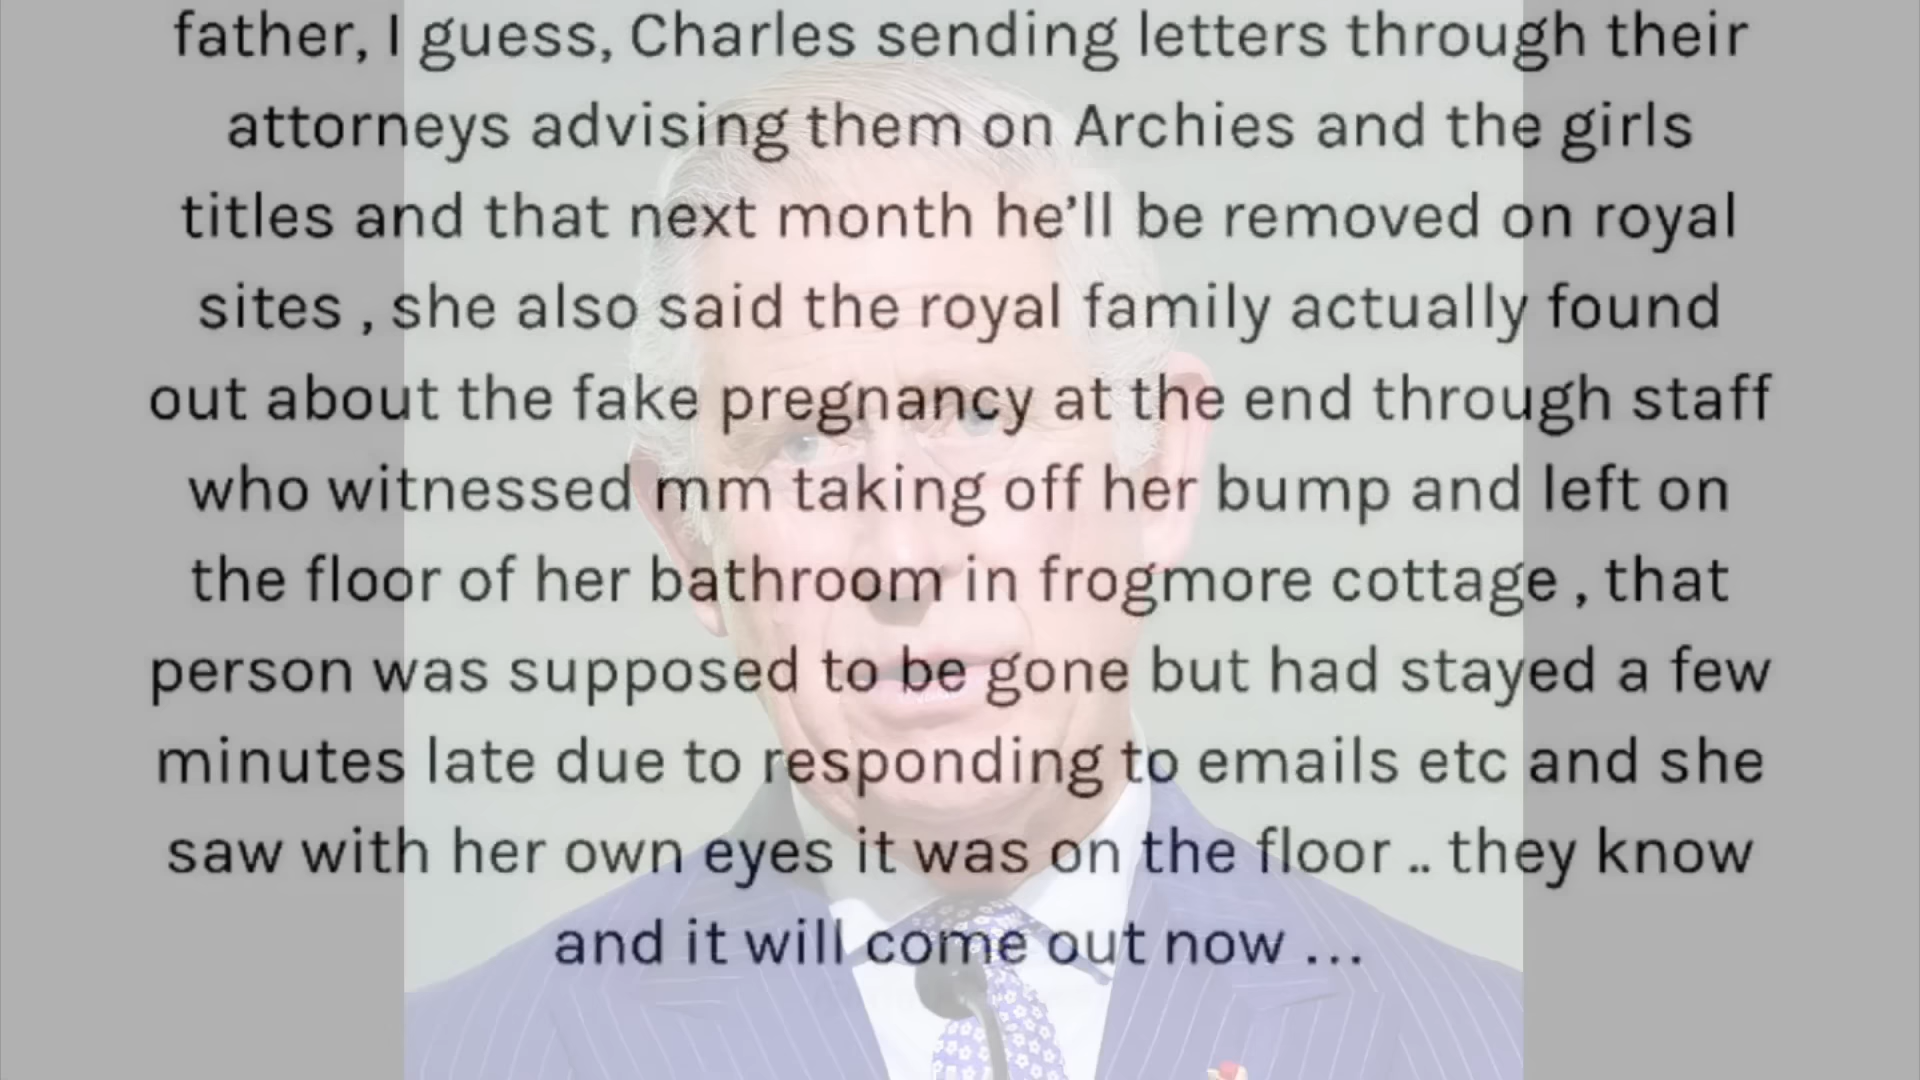 father, I guess, Charles sending letters through their
attorneys advising them on Archies and the girls
titles and that next month he’ll be removed on royal
sites , she also said the royal family actually found
out about the fake pregnancy at the end through staff
who witnessed mm taking off her bump and left on
the floor of her bathroom in frogmore cottage , that
person was supposed to be gone but had stayed a few
minutes late due to responding to emails etc and she
saw with her own eyes it was on the floor .. they know
and it will come out now ...